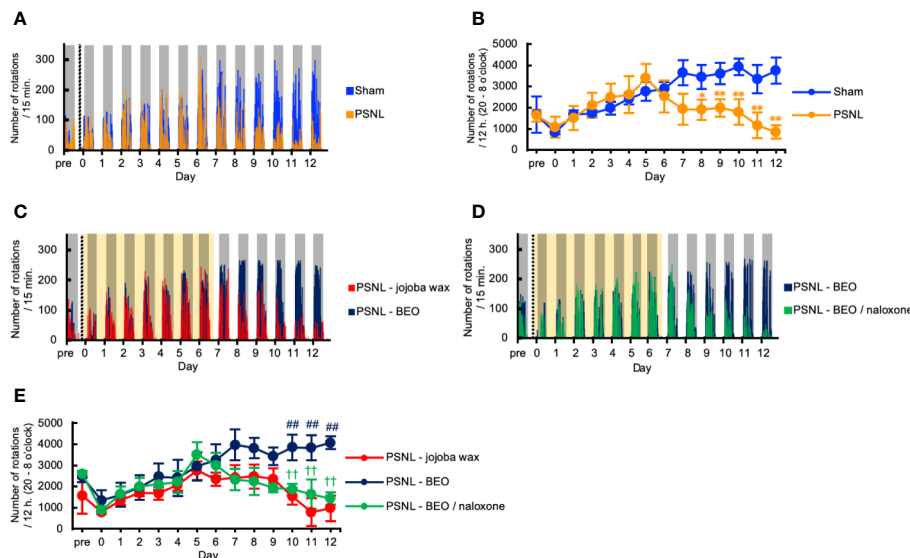 A
Number of rotations
/ 15 min.
300
200
100
0
pre 0 1 2 3 4 5 6 7 8 9 10 11 12
Day
Sham
PSNL
B
Number of rotations
/ 12 h. (20 - 8 o'clock)
5000
4000
3000
2000
1000
0
* ** ** ** **
pre 0 1 2 3 4 5 6 7 8 9 10 11 12
Day
Sham
PSNL
C
Number of rotations
/ 15 min.
300
200
100
0
pre 0 1 2 3 4 5 6 7 8 9 10 11 12
Day
PSNL - jojoba wax
PSNL - BEO
D
Number of rotations
/ 15 min.
300
200
100
0
pre 0 1 2 3 4 5 6 7 8 9 10 11 12
Day
PSNL - BEO
PSNL - BEO / naloxone
E
Number of rotations
/ 12 h. (20 - 8 o'clock)
5000
4000
3000
2000
1000
0
## ## ##
†† †† ††
pre 0 1 2 3 4 5 6 7 8 9 10 11 12
Day
PSNL - jojoba wax
PSNL - BEO
PSNL - BEO / naloxone